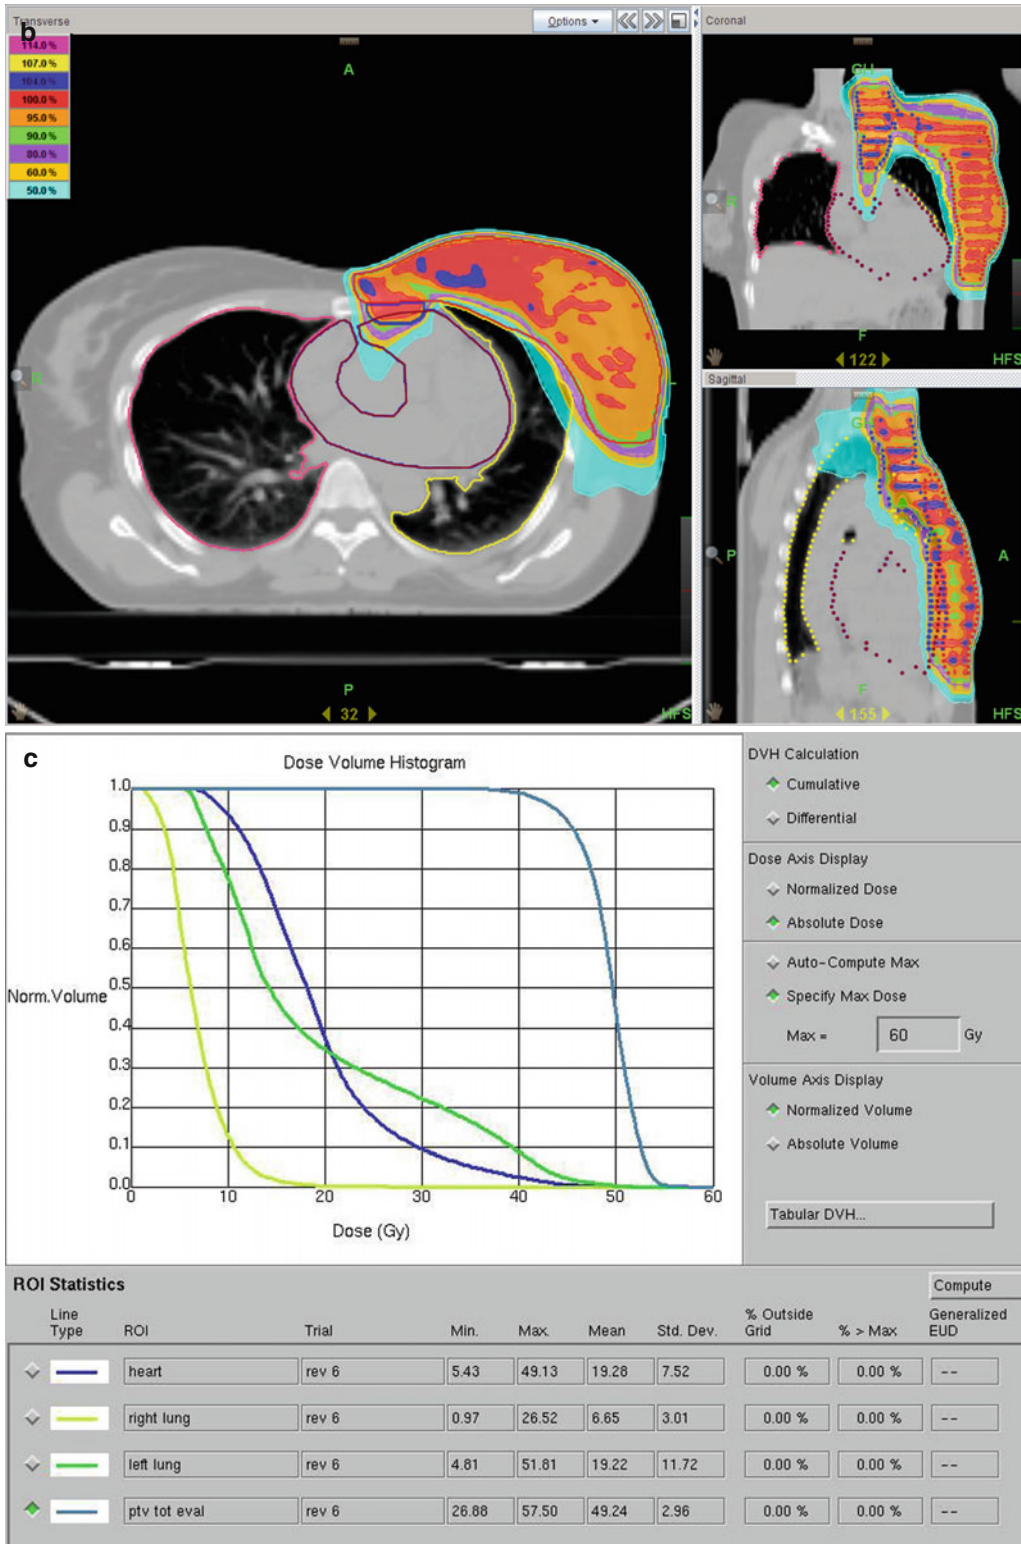 Transverse
Options
Coronal
b
114.0 %
107.0 %
104.0 %
100.0 %
95.0 %
90.0 %
80.0 %
60.0 %
50.0 %
A
R
P
32
HFS
R
F
122
HFS
Sagittal
P
A
A
F
155
HFS
c
Dose Volume Histogram
1.0
0.9
0.8
0.7
0.6
0.5
0.4
0.3
0.2
0.1
0.0
Norm.Volume
0 10 20 30 40 50 60
Dose (Gy)
DVH Calculation
Cumulative
Differential
Dose Axis Display
Normalized Dose
Absolute Dose
Auto-Compute Max
Specify Max Dose
Max = 60 Gy
Volume Axis Display
Normalized Volume
Absolute Volume
Tabular DVH...
ROI Statistics
Compute
Line Type ROI Trial Min. Max. Mean Std. Dev. % Outside Grid % > Max Generalized EUD
heart rev 6 5.43 49.13 19.28 7.52 0.00 % 0.00 % --
right lung rev 6 0.97 26.52 6.65 3.01 0.00 % 0.00 % --
left lung rev 6 4.81 51.81 19.22 11.72 0.00 % 0.00 % --
ptv tot eval rev 6 26.88 57.50 49.24 2.96 0.00 % 0.00 % --